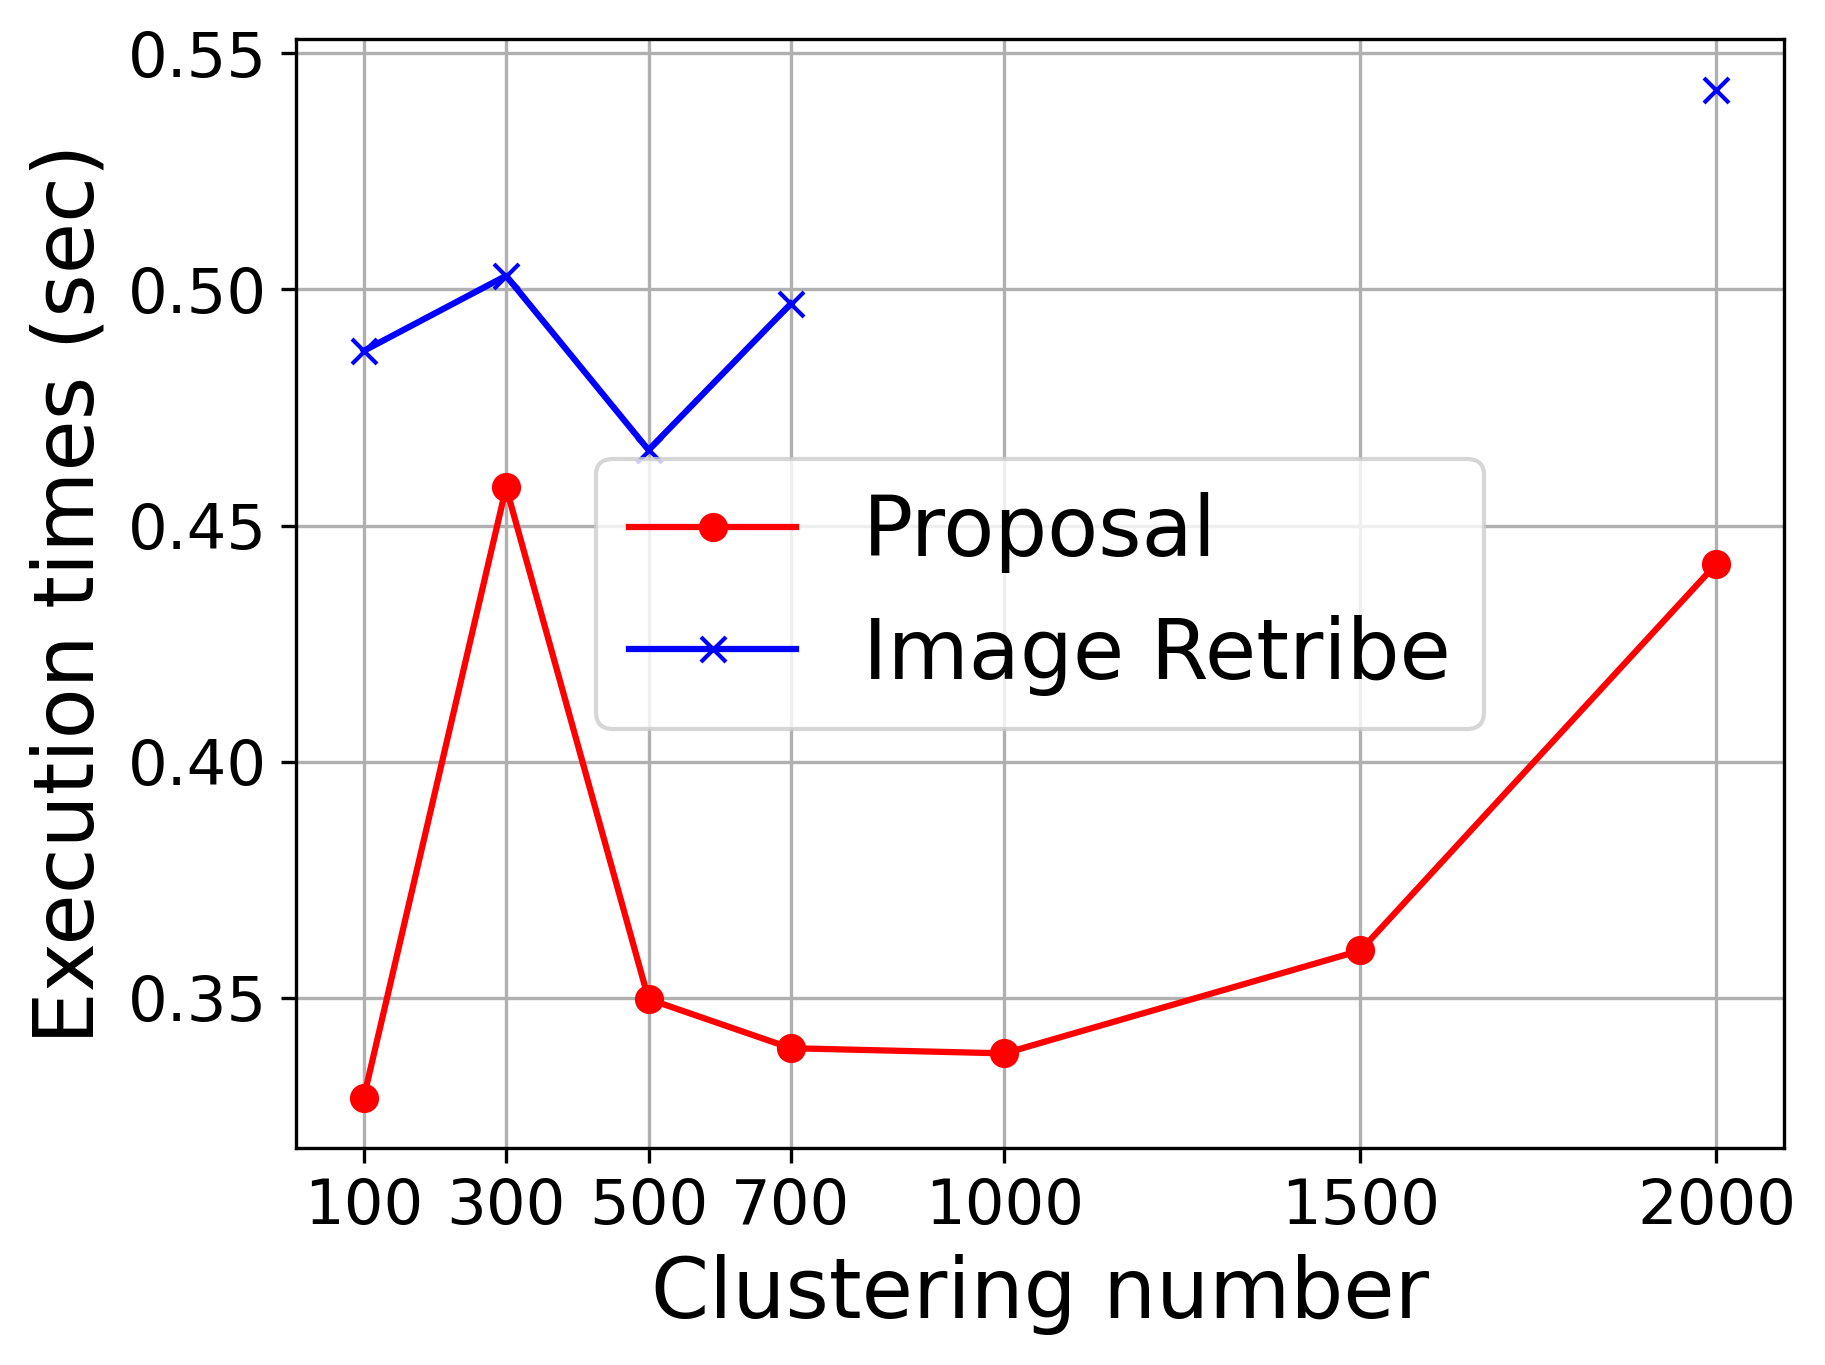 Execution times (sec)
0.55
0.50
0.45
0.40
0.35
Proposal
Image Retribe
100 300 500 700 1000 1500 2000
Clustering number